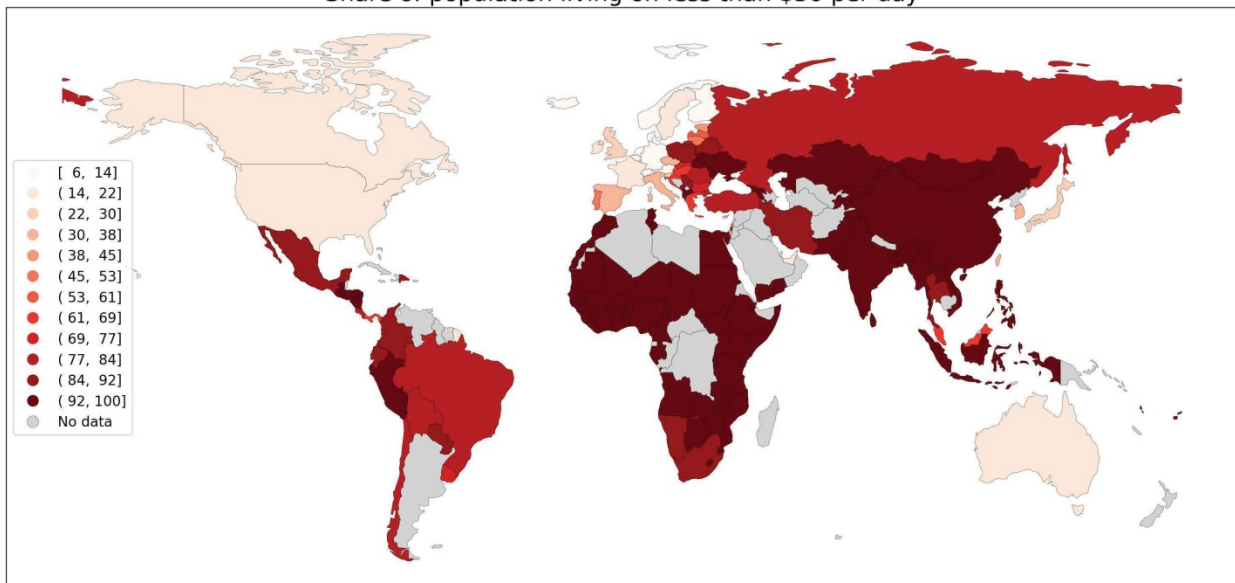 Share of population living on less than $30 per day
[ 6, 14]
( 14, 22]
( 22, 30]
( 30, 38]
( 38, 45]
( 45, 53]
( 53, 61]
( 61, 69]
( 69, 77]
( 77, 84]
( 84, 92]
( 92, 100]
No data